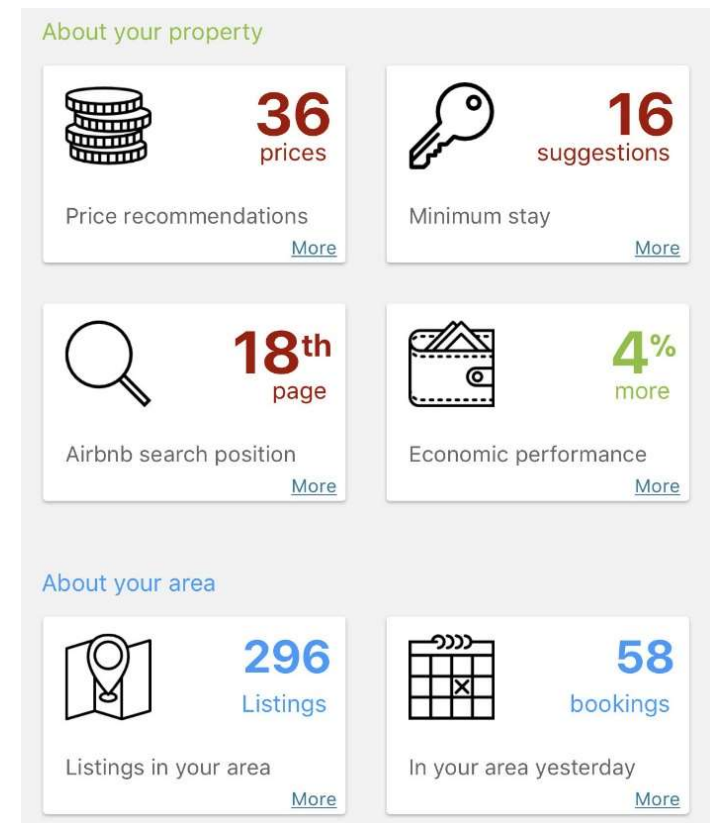 About your property
36
prices
Price recommendations
More
16
suggestions
Minimum stay
More
18th
page
Airbnb search position
More
4%
more
Economic performance
More
About your area
296
Listings
Listings in your area
More
58
bookings
In your area yesterday
More